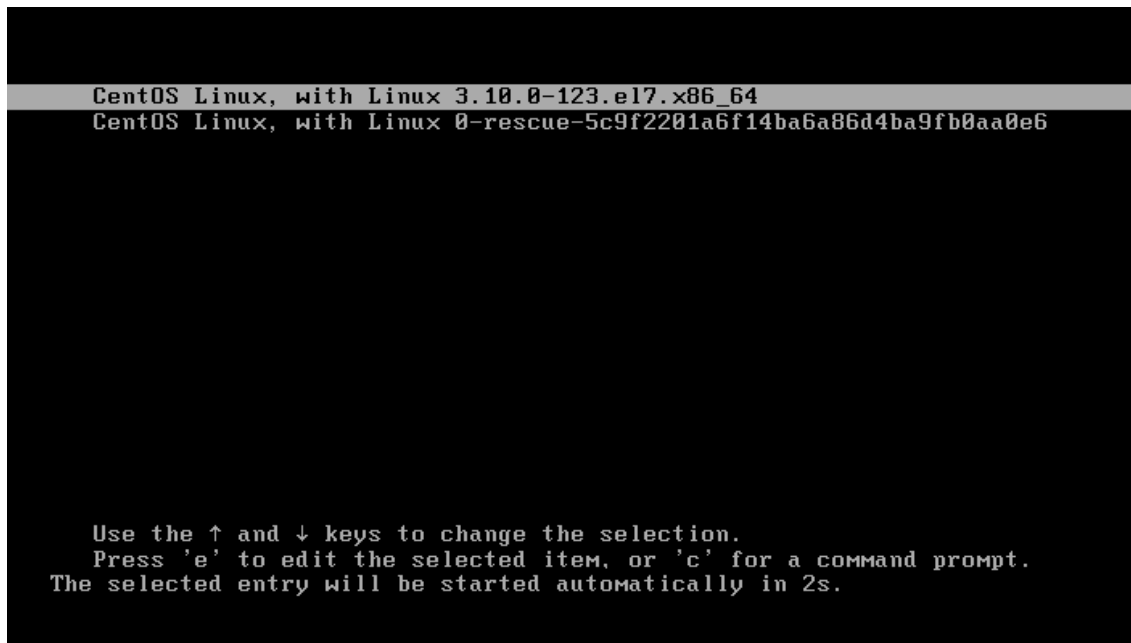 CentOS Linux, with Linux 3.10.0-123.el7.x86_64
CentOS Linux, with Linux 0-rescue-5c9f2201a6f14ba6a86d4ba9fb0aa0e6
Use the ↑ and ↓ keys to change the selection.
Press 'e' to edit the selected item, or 'c' for a command prompt.
The selected entry will be started automatically in 2s.